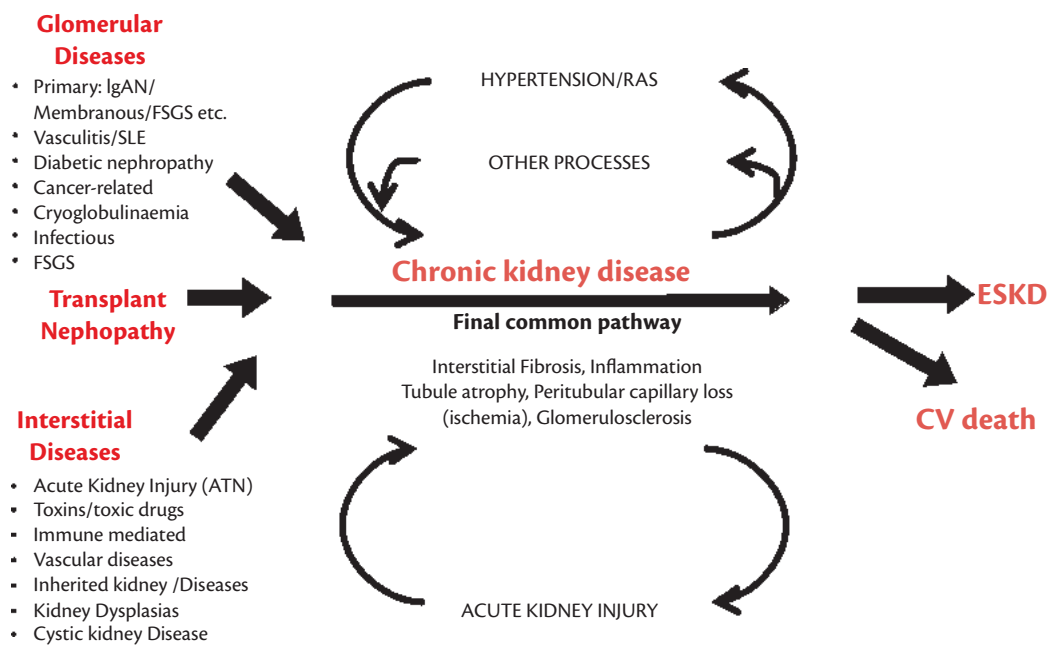 Glomerular
Diseases
• Primary: lgAN/
Membranous/FSGS etc.
• Vasculitis/SLE
• Diabetic nephropathy
• Cancer-related
• Cryoglobulinaemia
• Infectious
• FSGS
Transplant
Nephopathy
Interstitial
Diseases
• Acute Kidney Injury (ATN)
• Toxins/toxic drugs
• Immune mediated
• Vascular diseases
• Inherited kidney /Diseases
• Kidney Dysplasias
• Cystic kidney Disease
HYPERTENSION/RAS
OTHER PROCESSES
Chronic kidney disease
Final common pathway
Interstitial Fibrosis, Inflammation
Tubule atrophy, Peritubular capillary loss
(ischemia), Glomerulosclerosis
ACUTE KIDNEY INJURY
ESKD
CV death